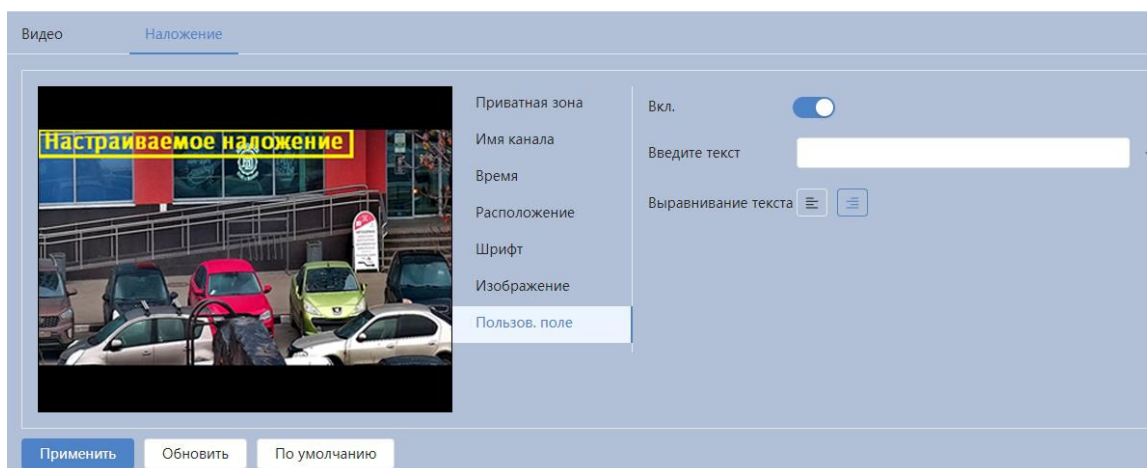 Видео
Наложение
Настраиваемое наложение
Приватная зона
Имя канала
Время
Расположение
Шрифт
Изображение
Пользов. поле
Вкл.
Введите текст
Выравнивание текста
Применить
Обновить
По умолчанию